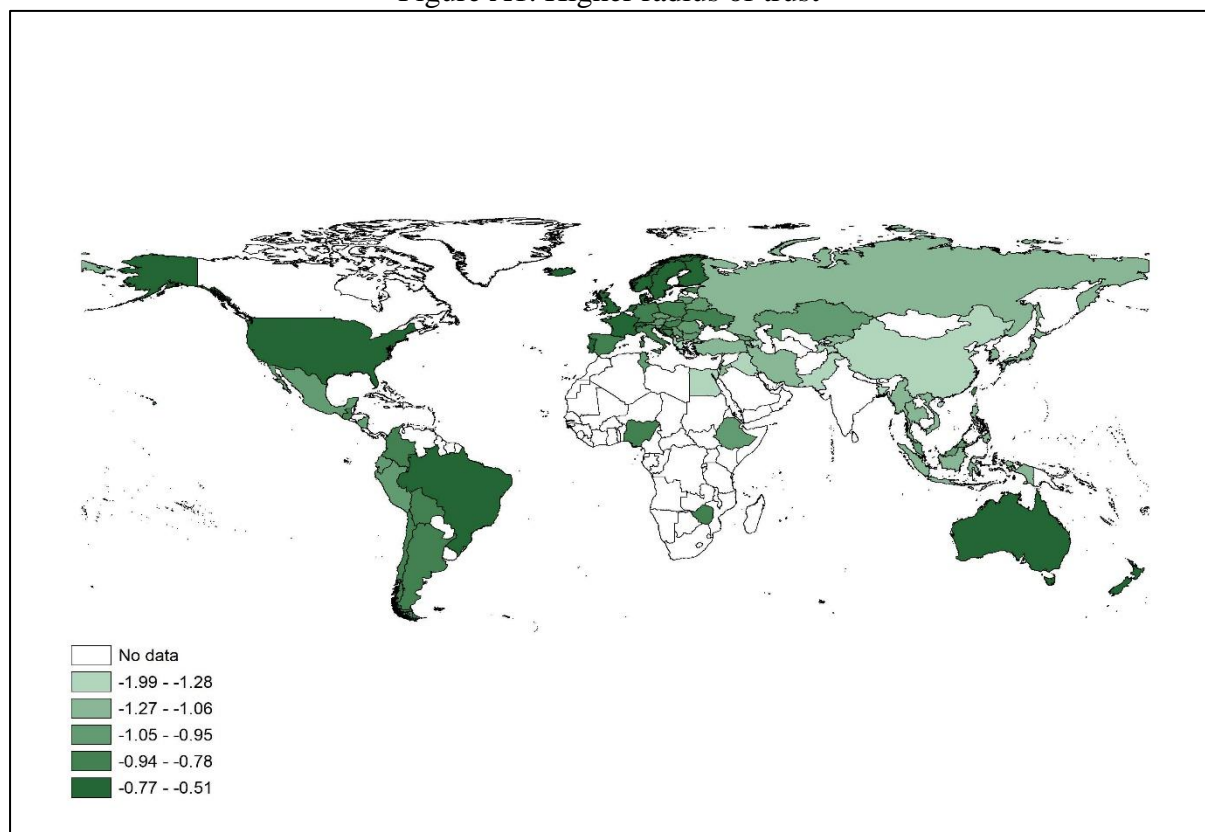 Figure A1: Higher radius of trust
No data
-1.99 - -1.28
-1.27 - -1.06
-1.05 - -0.95
-0.94 - -0.78
-0.77 - -0.51